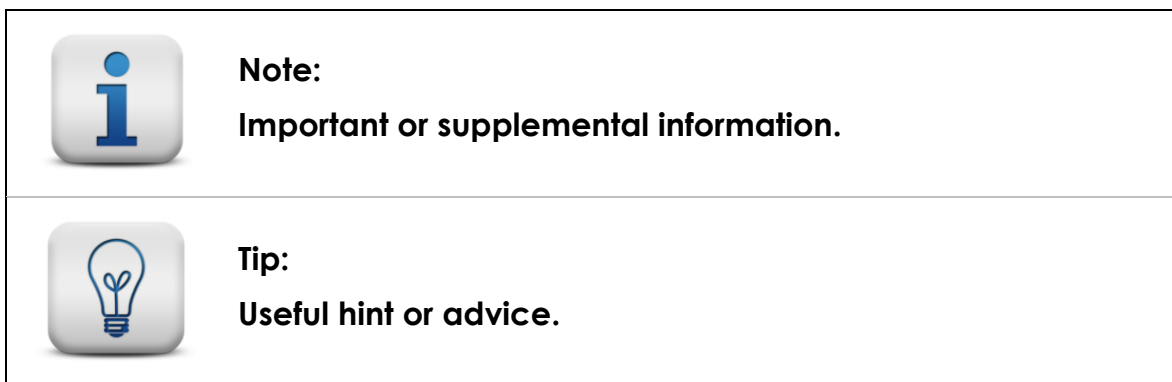 Note:
Important or supplemental information.
Tip:
Useful hint or advice.